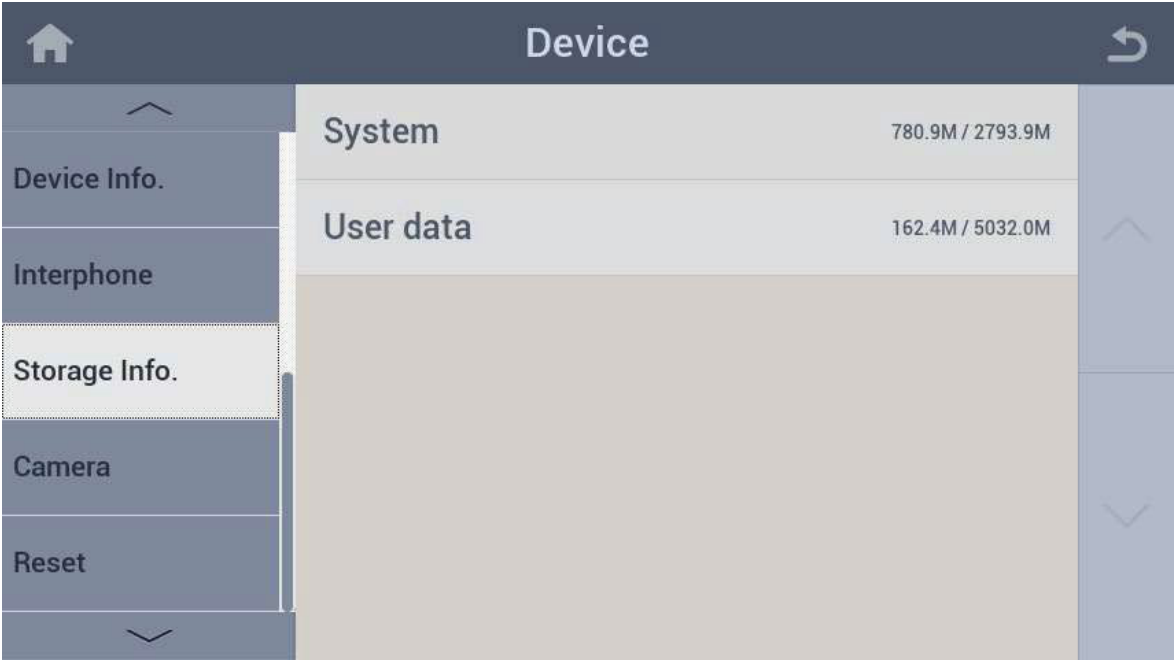 Device
Device Info.
Interphone
Storage Info.
Camera
Reset
System 780.9M / 2793.9M
User data 162.4M / 5032.0M